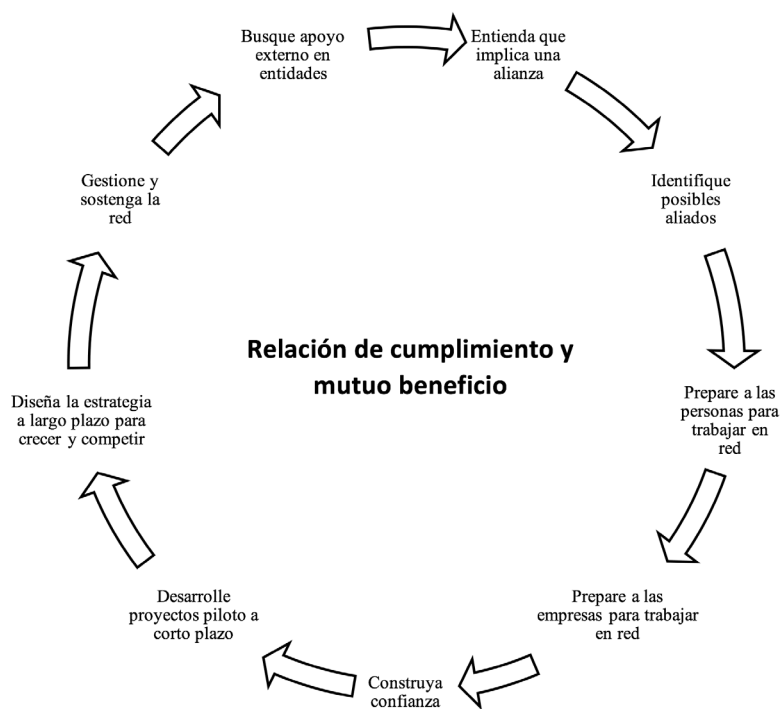 Busque apoyo
externo en
entidades
Entienda que
implica una
alianza
Identifique
posibles
aliados
Prepare a las
personas para
trabajar en
red
Prepare a las
empresas para trabajar
en red
Construya
confianza
Desarrolle
proyectos piloto a
corto plazo
Diseña la estrategia
a largo plazo para
crecer y competir
Gestione y
sostenga la
red
Relación de cumplimiento y
mutuo beneficio